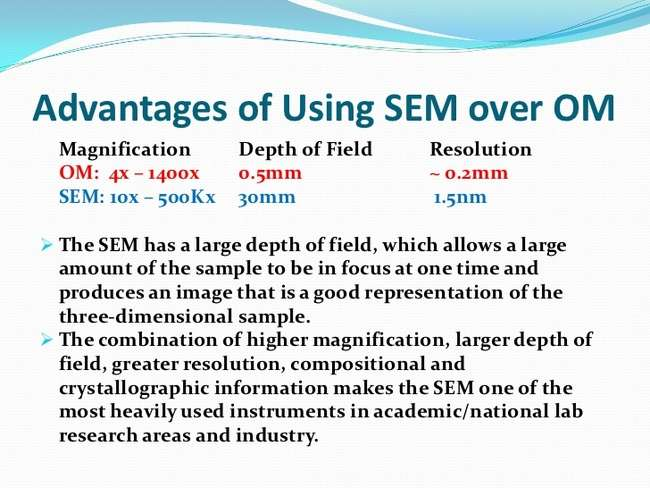 Advantages of Using SEM over OM
Magnification Depth of Field Resolution
OM: 4x – 1400x 0.5mm ~ 0.2mm
SEM: 10x – 500Kx 30mm 1.5nm
➢ The SEM has a large depth of field, which allows a large
amount of the sample to be in focus at one time and
produces an image that is a good representation of the
three-dimensional sample.
➢ The combination of higher magnification, larger depth of
field, greater resolution, compositional and
crystallographic information makes the SEM one of the
most heavily used instruments in academic/national lab
research areas and industry.